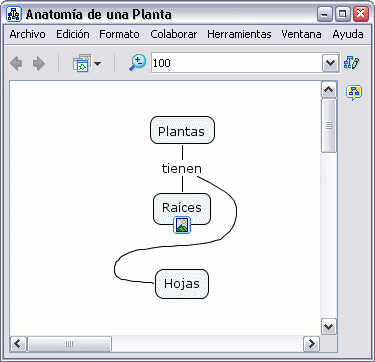 Anatomía de una Planta
Archivo Edición Formato Colaborar Herramientas Ventana Ayuda
100
Plantas
tienen
Raíces
Hojas